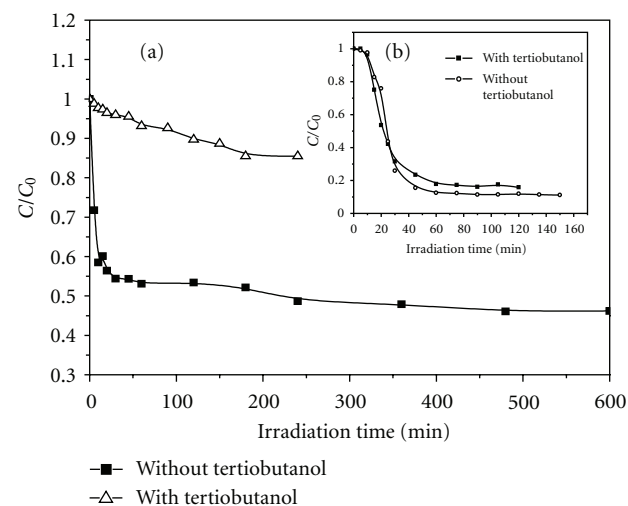 1.2
1.1
1
0.9
0.8
0.7
0.6
0.5
0.4
0.3
C/C0
0 100 200 300 400 500 600
Irradiation time (min)
(a)
(b)
1
0.8
0.6
0.4
0.2
0
C/C0
0 20 40 60 80 100 120 140 160
Irradiation time (min)
With tertiobutanol
Without
tertiobutanol
Without tertiobutanol
With tertiobutanol